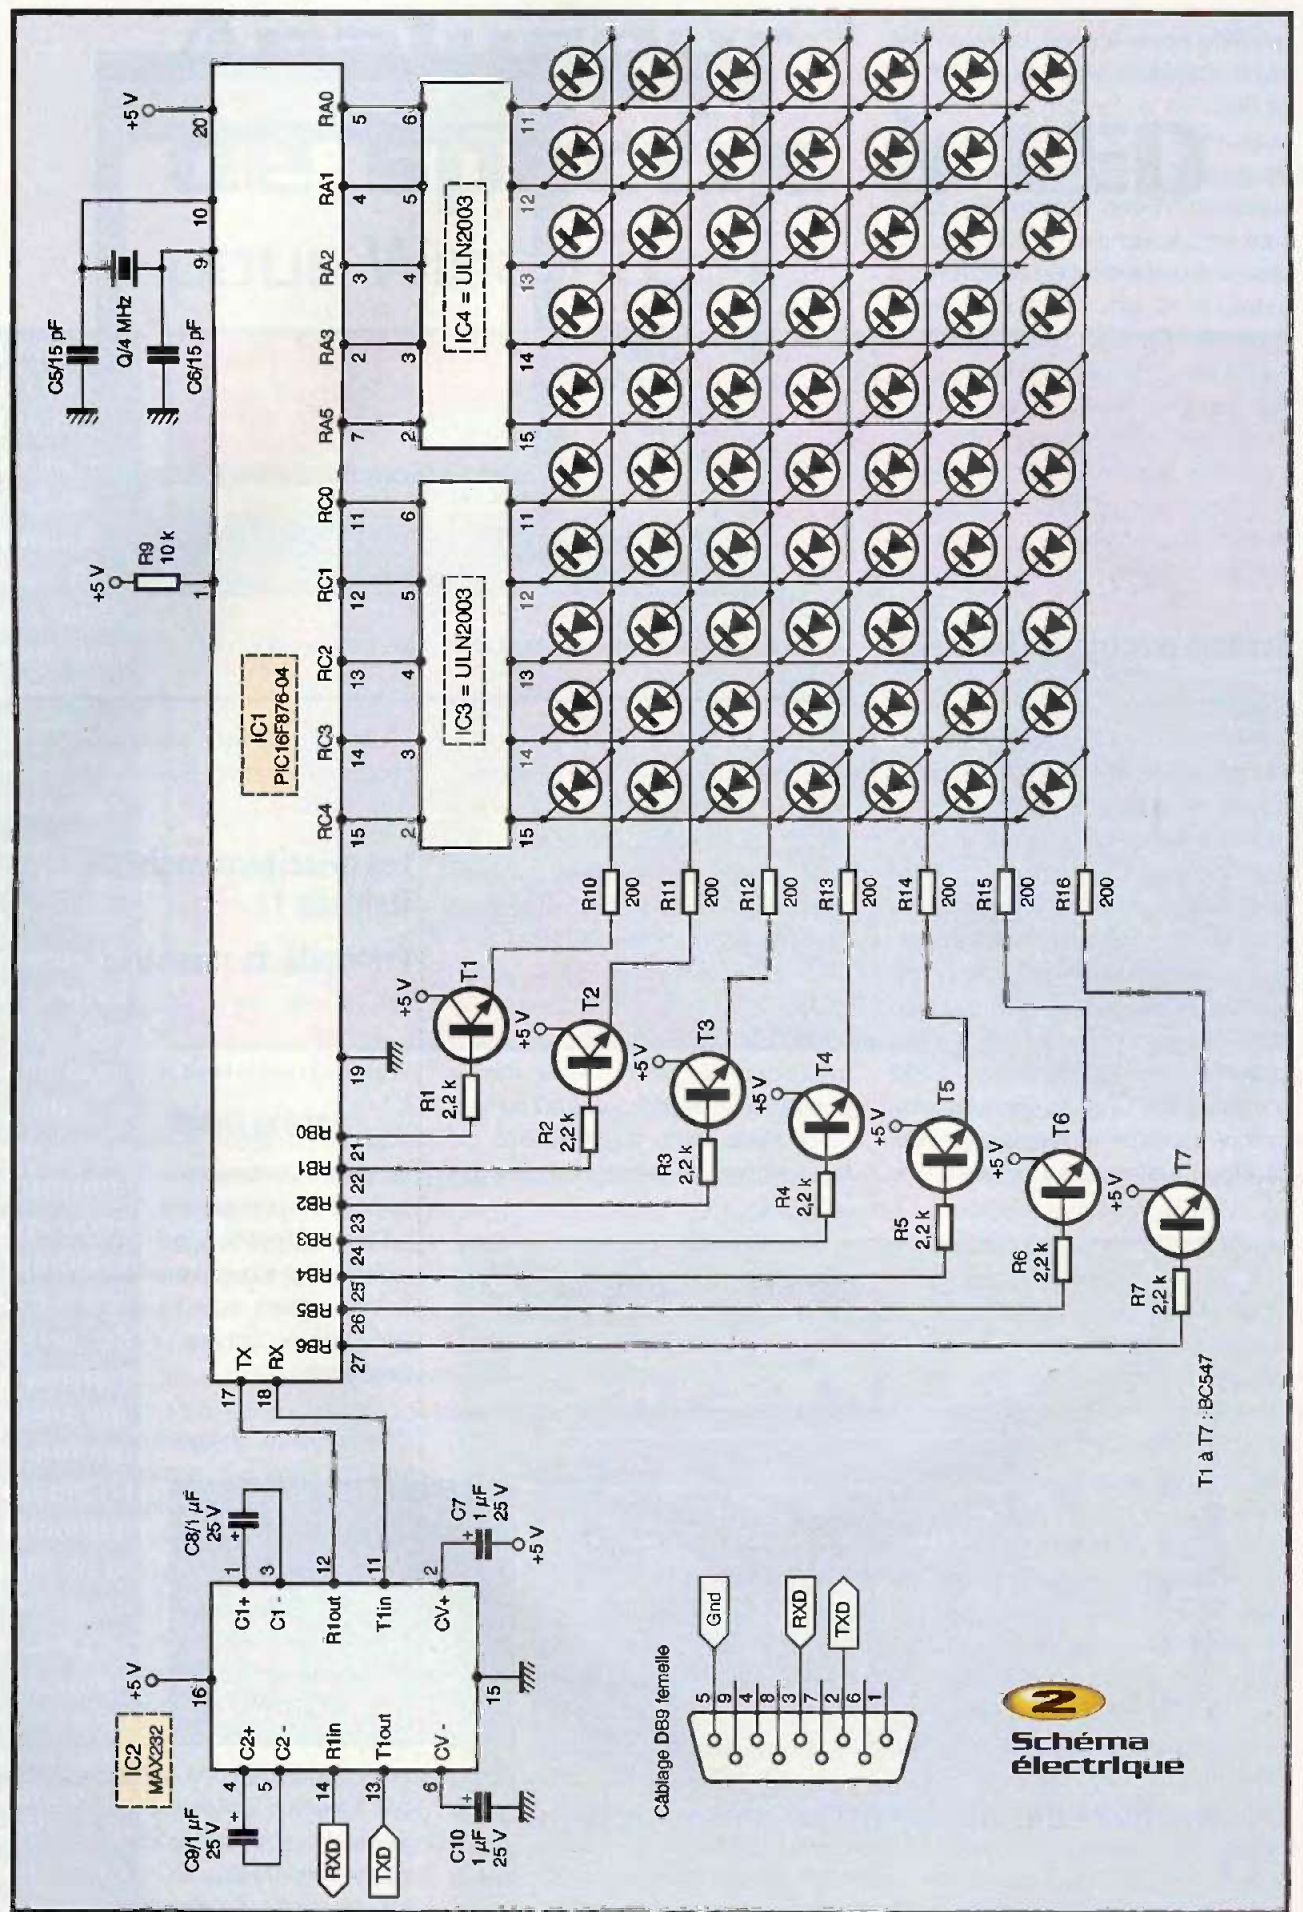 +5 V
20
10
9
C5/15 pF
Q/4 MHz
C6/15 pF
+5 V
R9
10 k
1
IC1
PIC16F876-04
RA0
RA1
RA2
RA3
RA5
RC0
RC1
RC2
RC3
RC4
5
4
3
2
7
11
12
13
14
15
6
5
4
3
2
6
5
4
3
2
IC4 = ULN2003
IC3 = ULN2003
11
12
13
14
15
11
12
13
14
15
R10
200
R11
200
R12
200
R13
200
R14
200
R15
200
R16
200
+5 V
T1
+5 V
T2
+5 V
T3
+5 V
T4
+5 V
T5
+5 V
T6
+5 V
T7
R1
2,2 k
R2
2,2 k
R3
2,2 k
R4
2,2 k
R5
2,2 k
R6
2,2 k
R7
2,2 k
19
RB0
21
RB1
22
RB2
23
RB3
24
RB4
25
RB5
26
RB6
27
TX
RX
17
18
T1 à T7 : BC547
IC2
MAX232
+5 V
16
C8/1 µF
25 V
+
1
3
12
11
2
C1+
C1 -
R1out
T1in
CV+
C7
1 µF
25 V
+
+5 V
15
C2+
C2 -
R1in
T1out
CV -
4
5
14
13
6
C9/1 µF
25 V
+
RXD
TXD
C10
1 µF
25 V
+
Câblage DB9 femelle
5
9
4
8
3
7
2
6
1
Gnd
RXD
TXD
2
Schéma
électrique